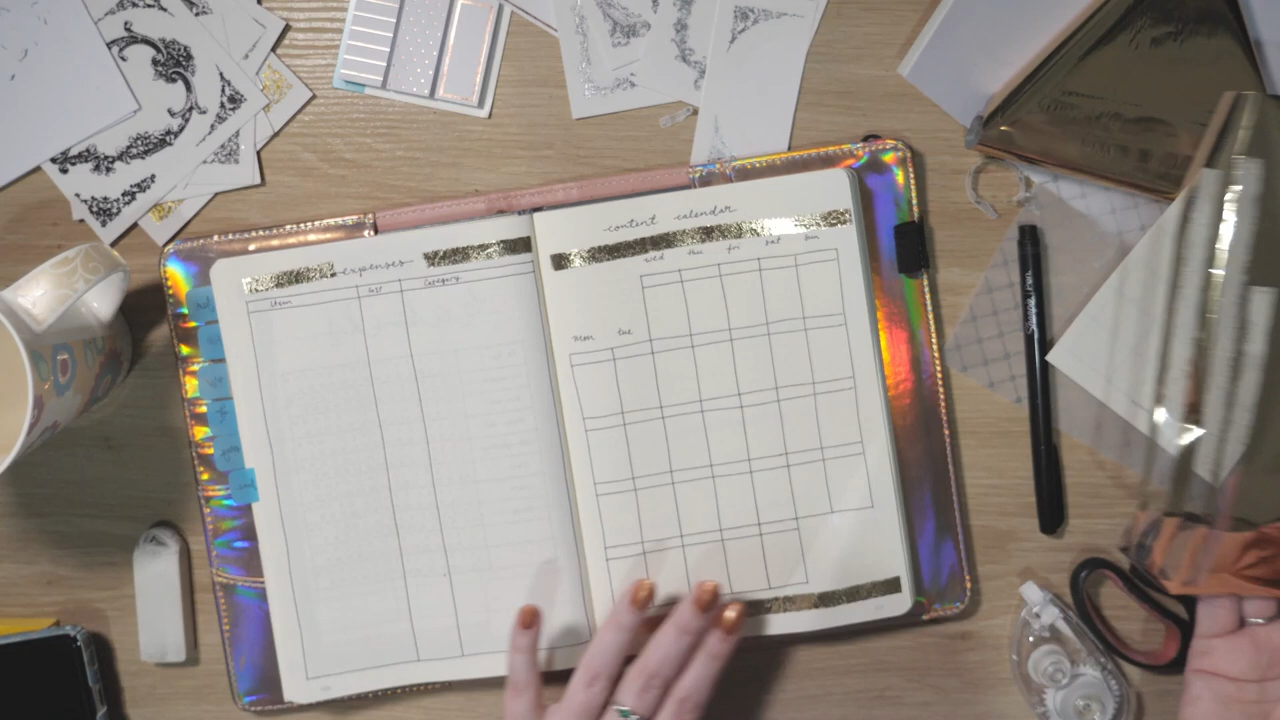 expenses
Item cost Category
content calendar
wed thu fri sat sun
mon tue
Sharpie Pen